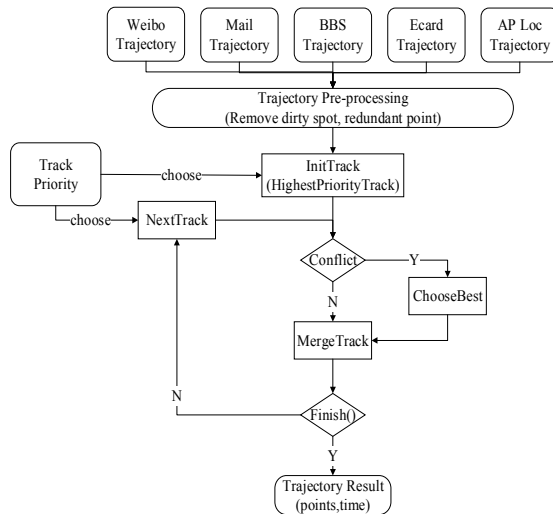 Weibo
Trajectory
Mail
Trajectory
BBS
Trajectory
Ecard
Trajectory
AP Loc
Trajectory
Trajectory Pre-processing
(Remove dirty spot, redundant point)
Track
Priority
choose
InitTrack
(HighestPriorityTrack)
choose
NextTrack
Conflict
Y
ChooseBest
N
MergeTrack
N
Finish()
Y
Trajectory Result
(points,time)